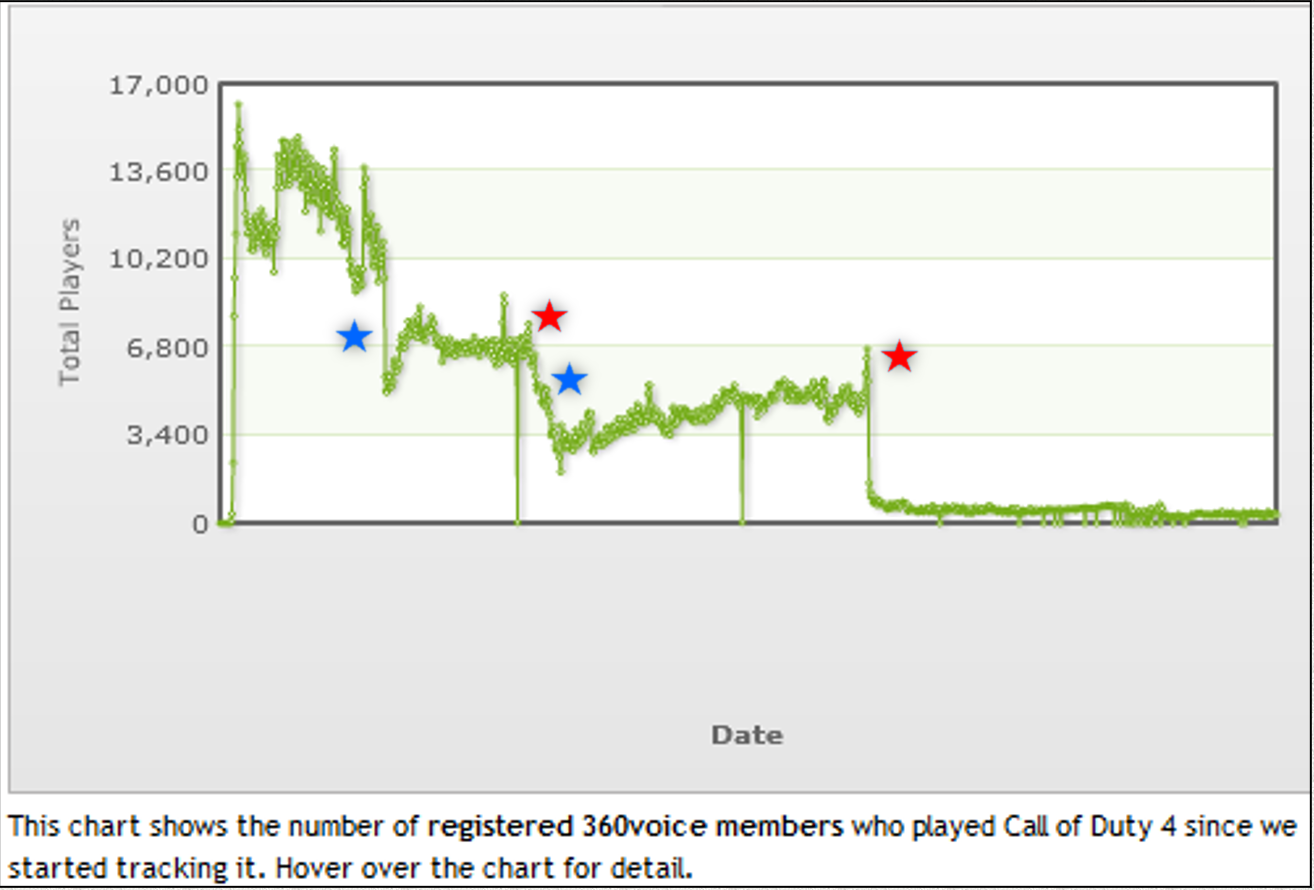 17,000
13,600
10,200
6,800
3,400
0
Total Players
Date
This chart shows the number of registered 360voice members who played Call of Duty 4 since we
started tracking it. Hover over the chart for detail.